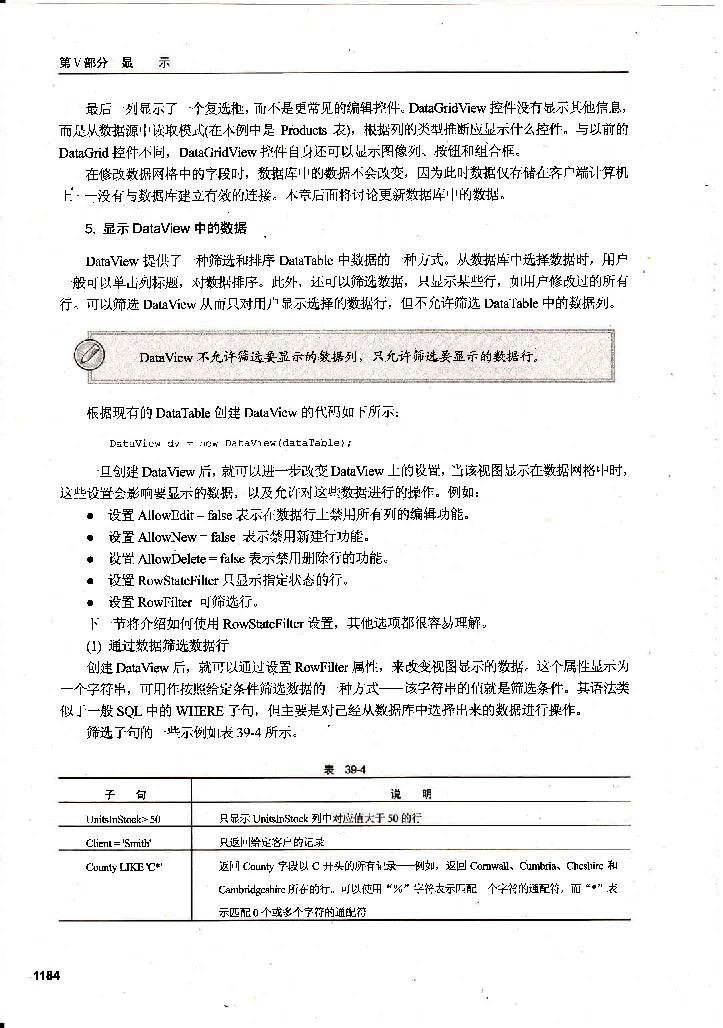 第Ⅴ部分 显 示
最后一列显示了一个复选框，而不是更常见的编辑控件。DataGridView 控件没有显示其他信息，
而是从数据源中读取模式(在本例中是 Products 表)，根据列的类型推断应显示什么控件。与以前的
DataGrid 控件不同，DataGridView 控件自身还可以显示图像列、按钮和组合框。
在修改数据网格中的字段时，数据库中的数据不会改变，因为此时数据仅存储在客户端计算机
上——没有与数据库建立有效的连接。本章后面将讨论更新数据库中的数据。
5. 显示 DataView 中的数据
DataView 提供了一种筛选和排序 DataTable 中数据的一种方式。从数据库中选择数据时，用户
一般可以单击列标题，对数据排序。此外，还可以筛选数据，只显示某些行，如用户修改过的所有
行。可以筛选 DataView 从而只对用户显示选择的数据行，但不允许筛选 DataTable 中的数据列。
DataView 不允许筛选要显示的数据列，只允许筛选要显示的数据行。
根据现有的 DataTable 创建 DataView 的代码如下所示：
DataView dv = new DataView(dataTable);
一旦创建 DataView 后，就可以进一步改变 DataView 上的设置，当该视图显示在数据网格中时，
这些设置会影响要显示的数据，以及允许对这些数据进行的操作。例如：
● 设置 AllowEdit = false 表示在数据行上禁用所有列的编辑功能。
● 设置 AllowNew = false 表示禁用新建行功能。
● 设置 AllowDelete = false 表示禁用删除行的功能。
● 设置 RowStateFilter 只显示指定状态的行。
● 设置 RowFilter 可筛选行。
下一节将介绍如何使用 RowStateFilter 设置，其他选项都很容易理解。
(1) 通过数据筛选数据行
创建 DataView 后，就可以通过设置 RowFilter 属性，来改变视图显示的数据。这个属性显示为
一个字符串，可用作按照给定条件筛选数据的一种方式——该字符串的值就是筛选条件。其语法类
似于一般 SQL 中的 WHERE 子句，但主要是对已经从数据库中选择出来的数据进行操作。
筛选子句的一些示例如表 39-4 所示。
表 39-4
子 句 说 明
UnitsInStock> 50 只显示 UnitsInStock 列中对应值大于 50 的行
Client = 'Smith' 只返回给定客户的记录
County LIKE 'C*' 返回 County 字段以 C 开头的所有记录——例如，返回 Cornwall、Cumbria、Cheshire 和
Cambridgeshire 所在的行。可以使用“%”字符表示匹配一个字符的通配符，而“*”表
示匹配 0 个或多个字符的通配符
1184